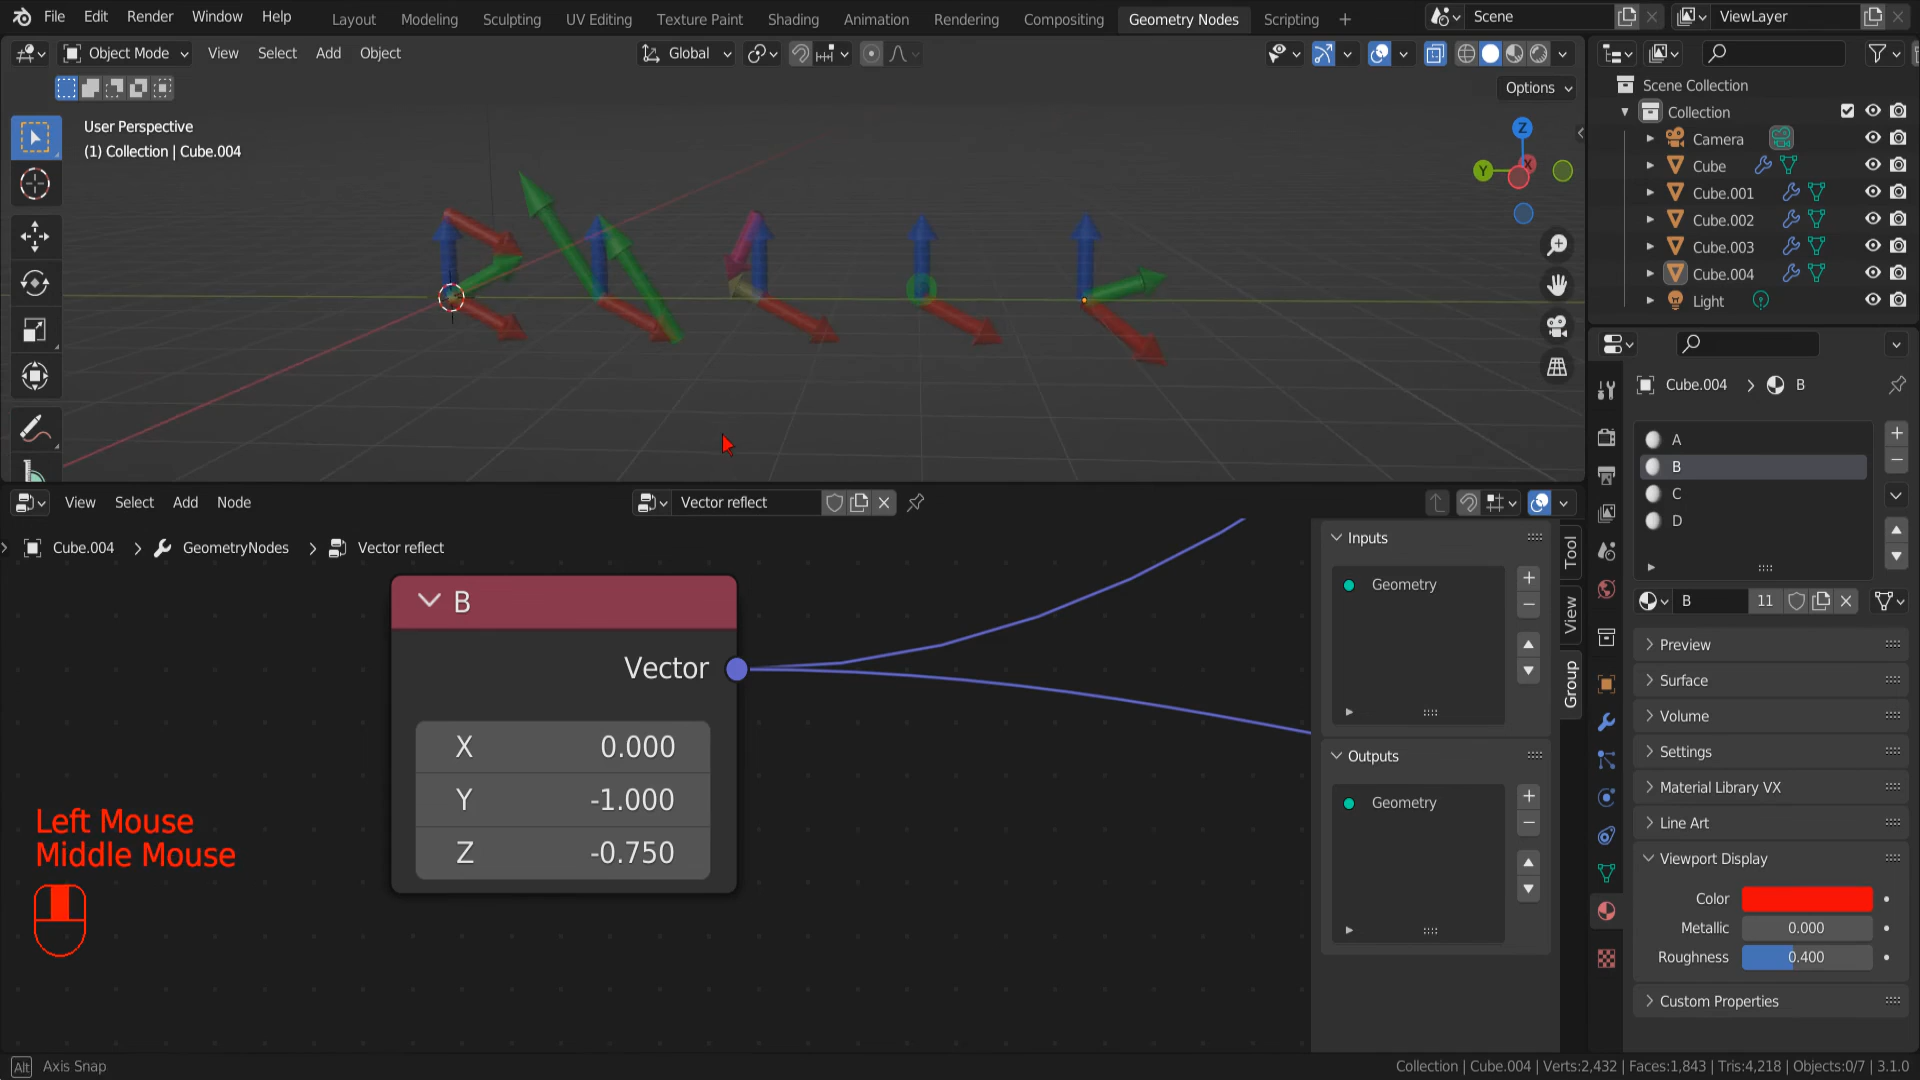 File Edit Render Window Help
Layout Modeling Sculpting UV Editing Texture Paint Shading Animation Rendering Compositing Geometry Nodes Scripting +
Scene
ViewLayer
Object Mode View Select Add Object
Global
Options
User Perspective
(1) Collection | Cube.004
Z
X
Y
Scene Collection
Collection
Camera
Cube
Cube.001
Cube.002
Cube.003
Cube.004
Light
Cube.004 > B
A
B
C
D
B 11
Preview
Surface
Volume
Settings
Material Library VX
Line Art
Viewport Display
Color
Metallic 0.000
Roughness 0.400
Custom Properties
View Select Add Node
Vector reflect
Cube.004 > GeometryNodes > Vector reflect
B
Vector
X 0.000
Y -1.000
Z -0.750
Inputs
Geometry
Outputs
Geometry
Tool
View
Group
Left Mouse
Middle Mouse
Alt Axis Snap
Collection | Cube.004 | Verts:2,432 | Faces:1,843 | Tris:4,218 | Objects:0/7 | 3.1.0